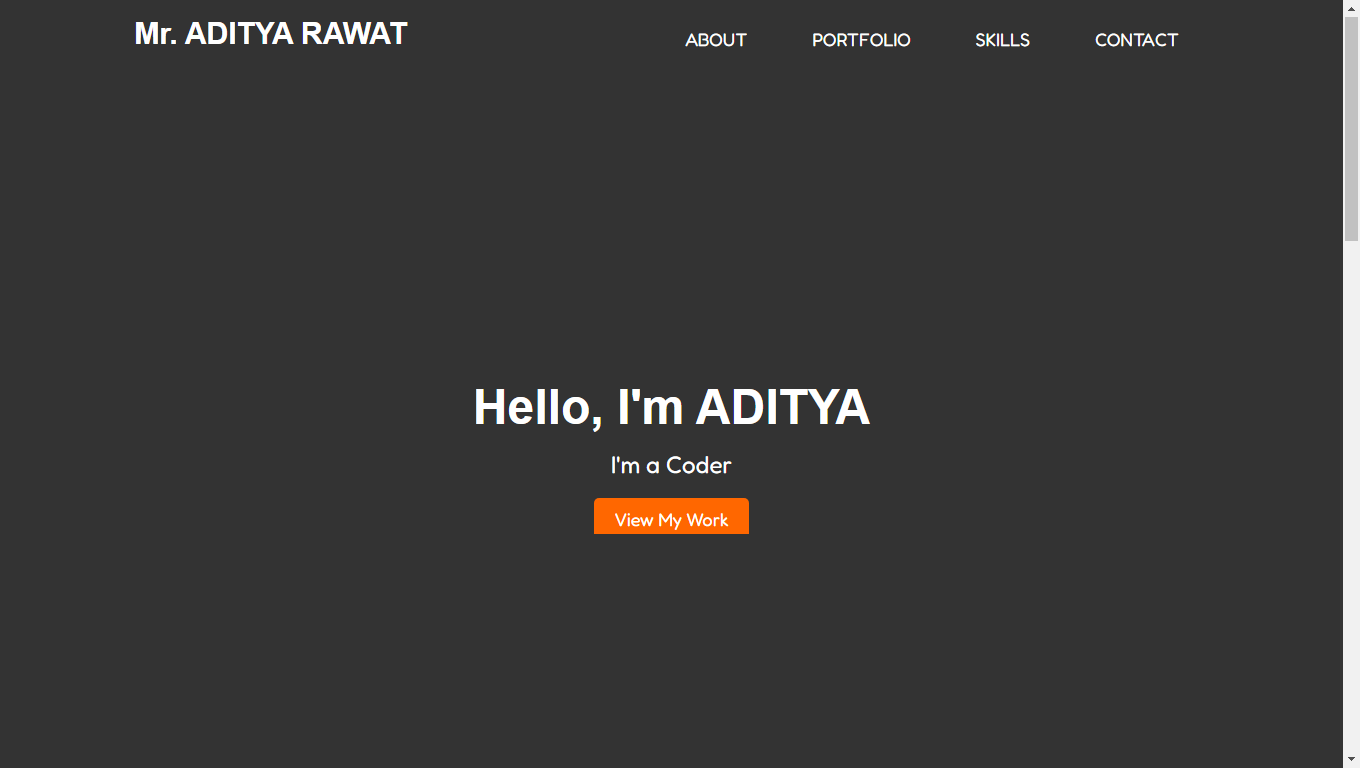 Mr. ADITYA RAWAT
ABOUT PORTFOLIO SKILLS CONTACT
Hello, I'm ADITYA
I'm a Coder
View My Work